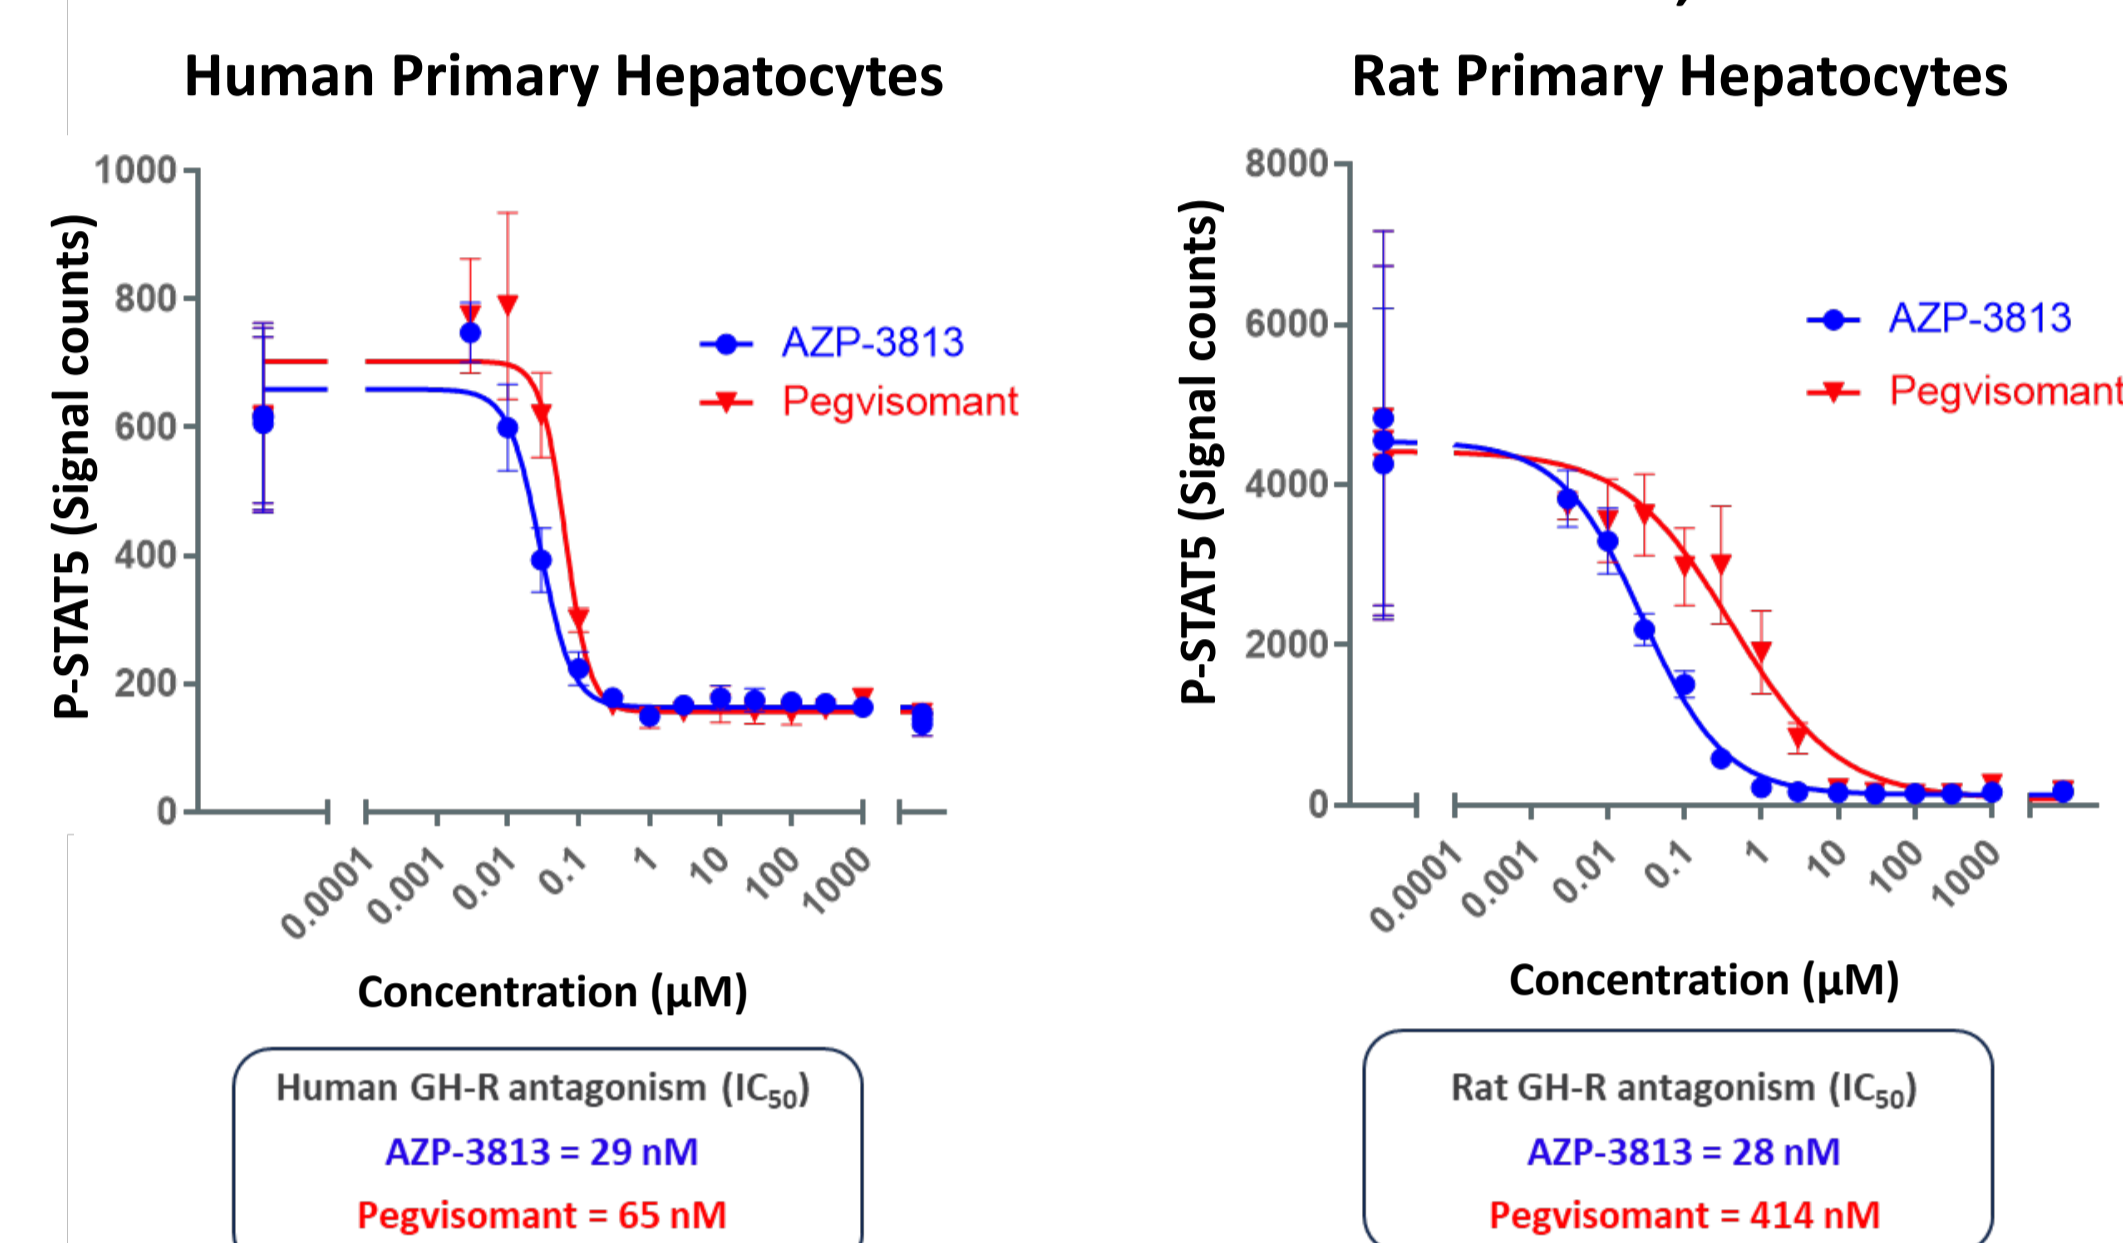 Human Primary Hepatocytes
1000
800
600
400
200
0
P-STAT5 (Signal counts)
AZP-3813
Pegvisomant
0.0001
0.001
0.01
0.1
1
10
100
1000
Concentration (µM)
Human GH-R antagonism (IC50)
AZP-3813 = 29 nM
Pegvisomant = 65 nM
Rat Primary Hepatocytes
8000
6000
4000
2000
0
P-STAT5 (Signal counts)
AZP-3813
Pegvisomant
0.0001
0.001
0.01
0.1
1
10
100
1000
Concentration (µM)
Rat GH-R antagonism (IC50)
AZP-3813 = 28 nM
Pegvisomant = 414 nM